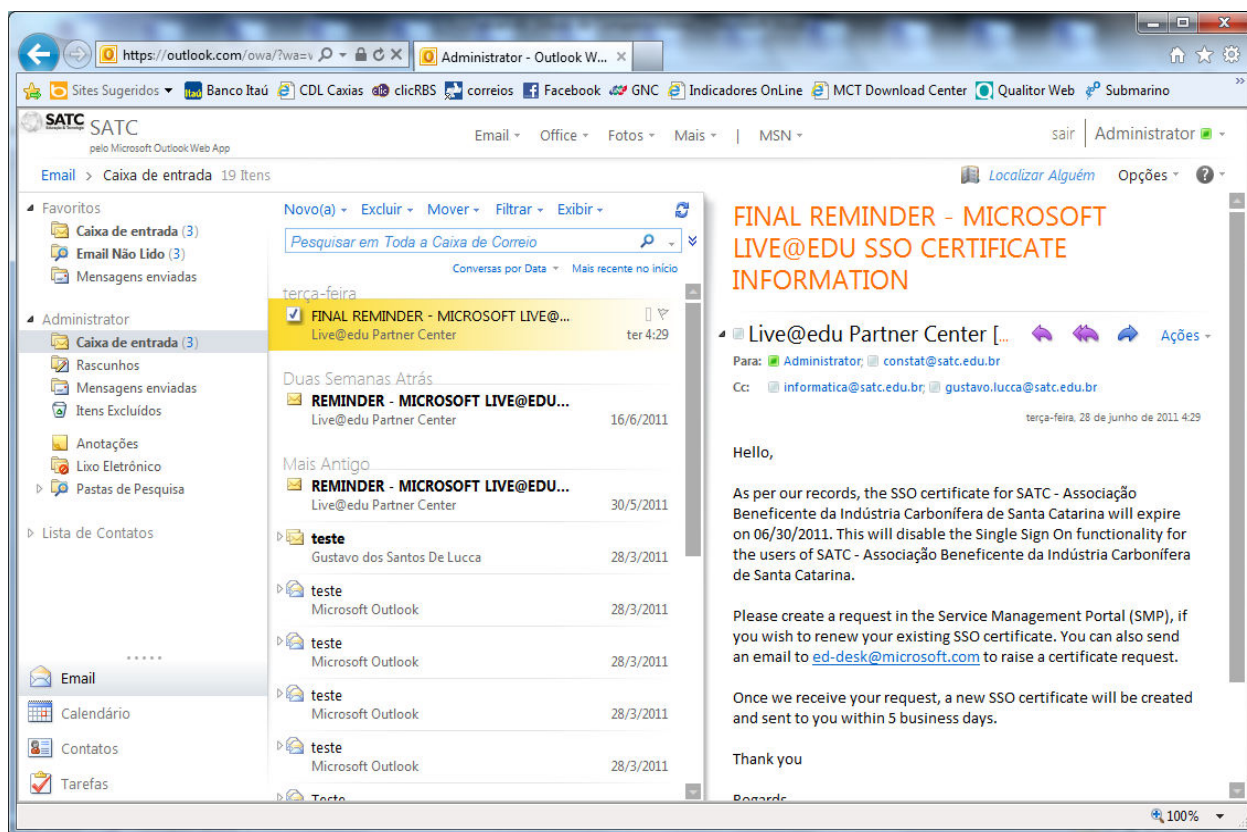 https://outlook.com/owa/?wa=w
Administrator - Outlook W...
Sites Sugeridos Banco Itaú CDL Caxias clicRBS correios Facebook GNC Indicadores OnLine MCT Download Center Qualitor Web Submarino
SATC SATC
pelo Microsoft Outlook Web App
Email Office Fotos Mais | MSN
sair Administrator
Email > Caixa de entrada 19 Itens
Localizar Alguém Opções
Favoritos
Caixa de entrada (3)
Email Não Lido (3)
Mensagens enviadas
Administrator
Caixa de entrada (3)
Rascunhos
Mensagens enviadas
Itens Excluídos
Anotações
Lixo Eletrônico
Pastas de Pesquisa
Lista de Contatos
Email
Calendário
Contatos
Tarefas
Novo(a) Excluir Mover Filtrar Exibir
Pesquisar em Toda a Caixa de Correio
Conversas por Data Mais recente no início
terça-feira
FINAL REMINDER - MICROSOFT LIVE@...
Live@edu Partner Center ter 4:29
Duas Semanas Atrás
REMINDER - MICROSOFT LIVE@EDU...
Live@edu Partner Center 16/6/2011
Mais Antigo
REMINDER - MICROSOFT LIVE@EDU...
Live@edu Partner Center 30/5/2011
teste
Gustavo dos Santos De Lucca 28/3/2011
teste
Microsoft Outlook 28/3/2011
teste
Microsoft Outlook 28/3/2011
teste
Microsoft Outlook 28/3/2011
teste
Microsoft Outlook 28/3/2011
Teste
FINAL REMINDER - MICROSOFT
LIVE@EDU SSO CERTIFICATE
INFORMATION
Live@edu Partner Center [... Ações
Para: Administrator; constat@satc.edu.br
Cc: informatica@satc.edu.br; gustavo.lucca@satc.edu.br
terça-feira, 28 de junho de 2011 4:29
Hello,
As per our records, the SSO certificate for SATC - Associação
Beneficente da Indústria Carbonífera de Santa Catarina will expire
on 06/30/2011. This will disable the Single Sign On functionality for
the users of SATC - Associação Beneficente da Indústria Carbonífera
de Santa Catarina.
Please create a request in the Service Management Portal (SMP), if
you wish to renew your existing SSO certificate. You can also send
an email to ed-desk@microsoft.com to raise a certificate request.
Once we receive your request, a new SSO certificate will be created
and sent to you within 5 business days.
Thank you
Regards
100%